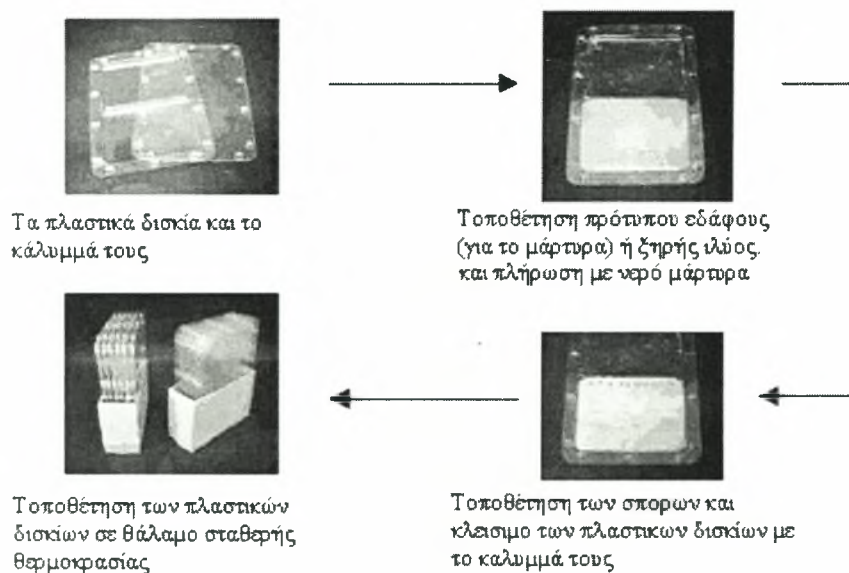 Τα πλαστικά δισκία και το
κάλυμμά τους
Τοποθέτηση πρότυπου εδάφους
(για το μάρτυρα) ή ξηρής ιλύος.
και πλήρωση με νερό μάρτυρα
Τοποθέτηση των σπορων και
κλεισιμο των πλαστικων δισκίων με
το καλυμμά τους
Τοποθέτηση των πλαστικών
δισκίων σε θάλαμο σταθερής
θερμοκρασίας